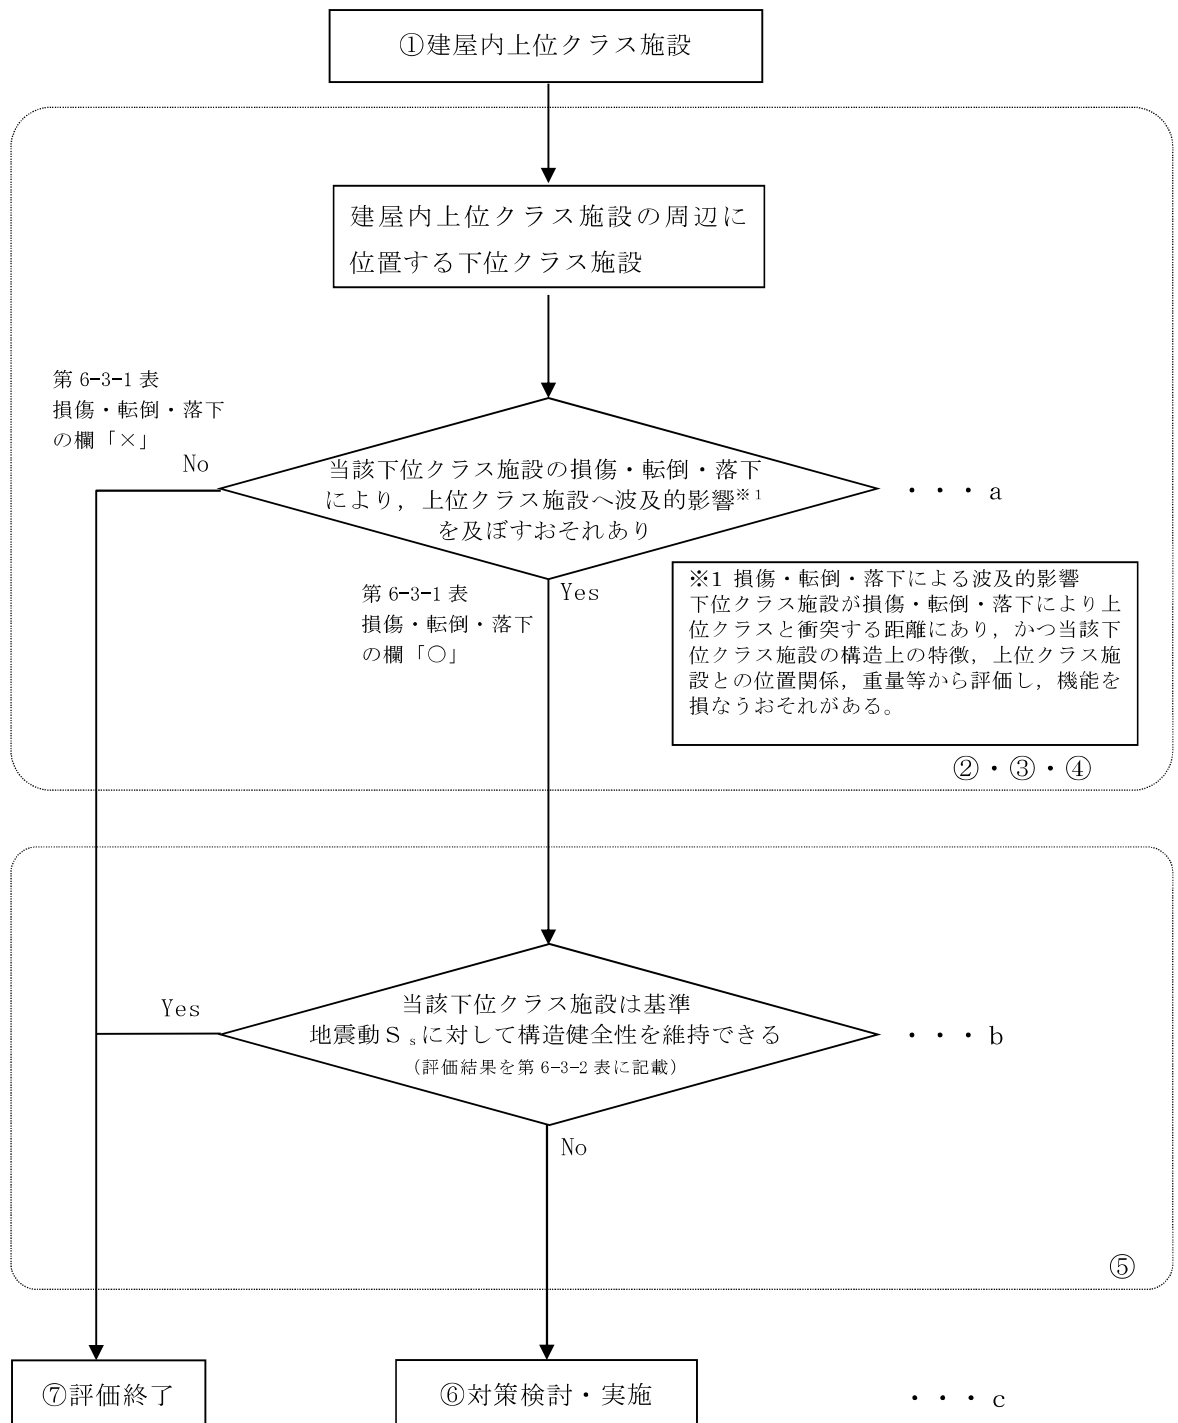 ①建屋内上位クラス施設
建屋内上位クラス施設の周辺に
位置する下位クラス施設
第 6-3-1 表
損傷・転倒・落下
の欄「×」
No
当該下位クラス施設の損傷・転倒・落下
により，上位クラス施設へ波及的影響※1
を及ぼすおそれあり
・・・a
Yes
第 6-3-1 表
損傷・転倒・落下
の欄「○」
※1 損傷・転倒・落下による波及的影響
下位クラス施設が損傷・転倒・落下により上
位クラスと衝突する距離にあり，かつ当該下
位クラス施設の構造上の特徴，上位クラス施
設との位置関係，重量等から評価し，機能を
損なうおそれがある。
②・③・④
Yes
当該下位クラス施設は基準
地震動Ｓsに対して構造健全性を維持できる
（評価結果を第 6-3-2 表に記載）
・・・b
No
⑤
⑦評価終了
⑥対策検討・実施
・・・c